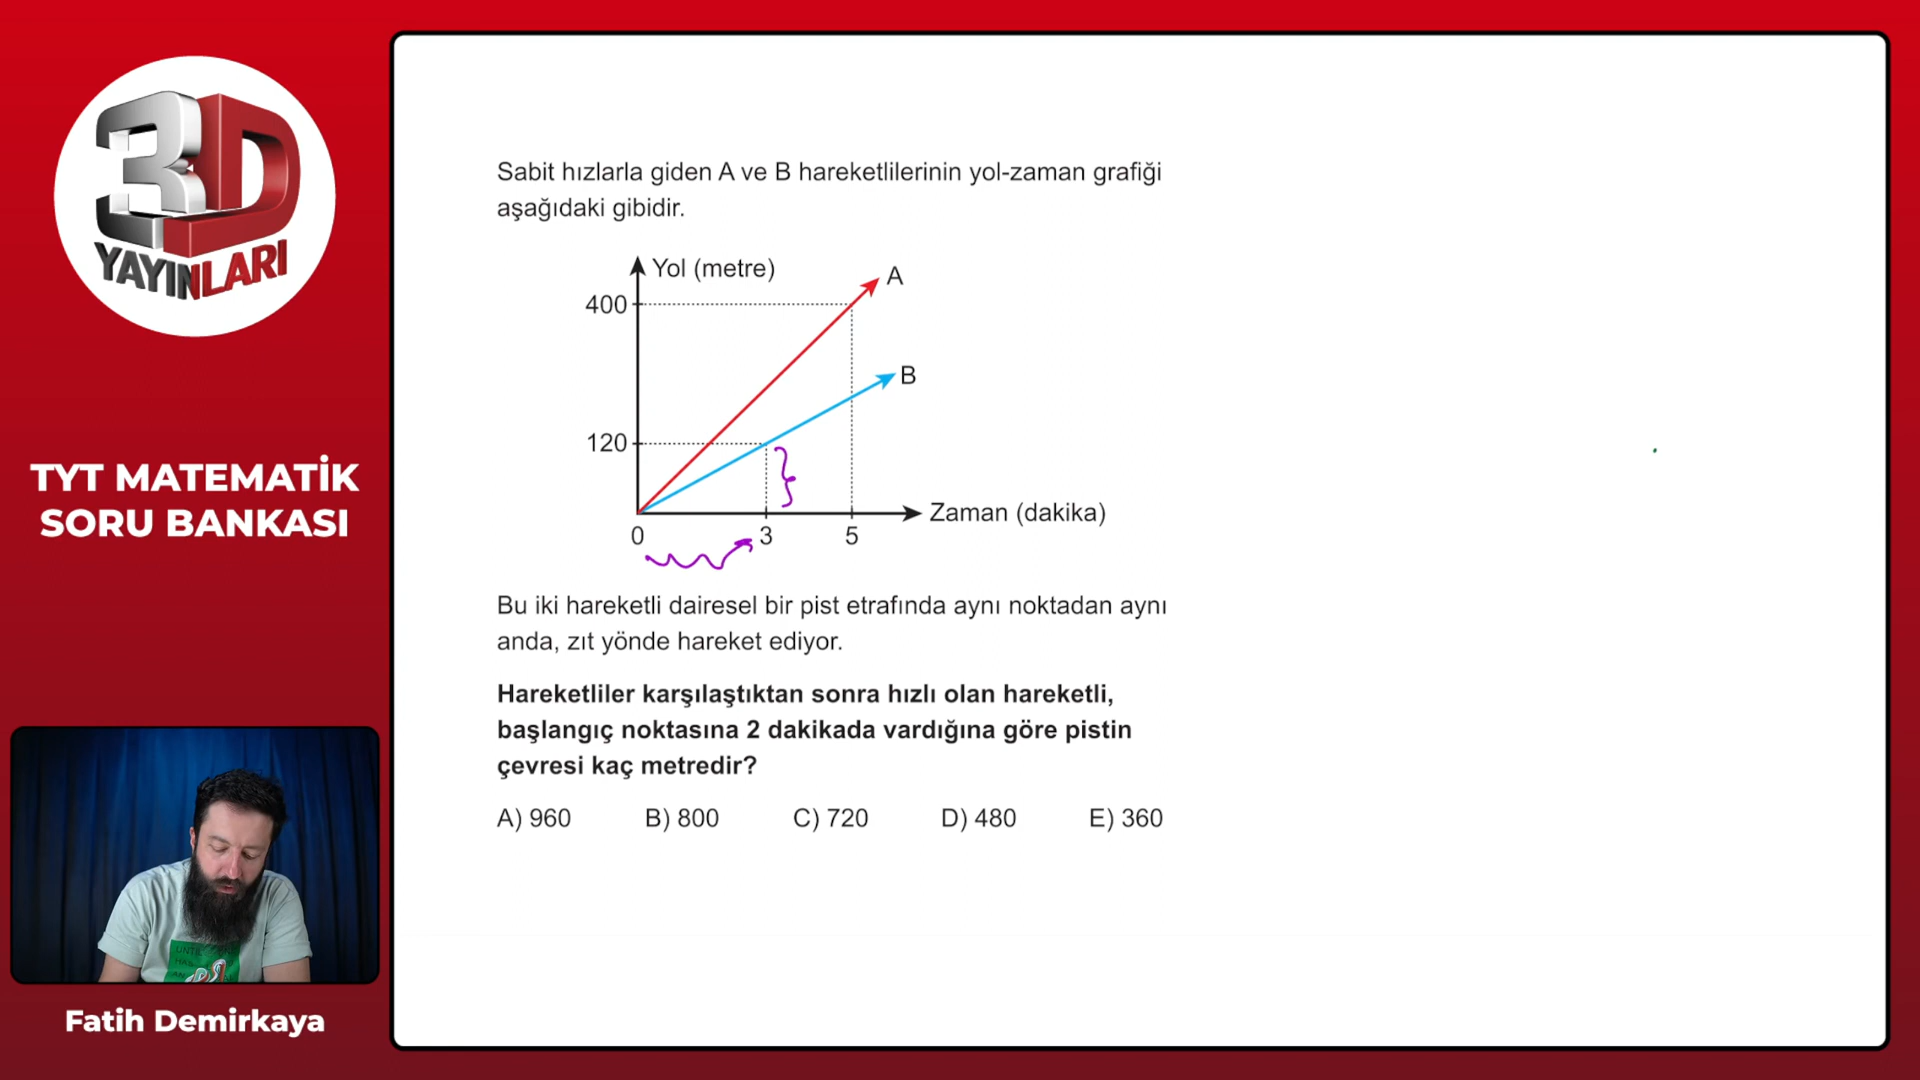 3D
YAYINLARI
TYT MATEMATİK
SORU BANKASI
Fatih Demirkaya
Sabit hızlarla giden A ve B hareketlilerinin yol-zaman grafiği
aşağıdaki gibidir.
Yol (metre)
A
400
B
120
Zaman (dakika)
0
3
5
Bu iki hareketli dairesel bir pist etrafında aynı noktadan aynı
anda, zıt yönde hareket ediyor.
Hareketliler karşılaştıktan sonra hızlı olan hareketli,
başlangıç noktasına 2 dakikada vardığına göre pistin
çevresi kaç metredir?
A) 960 B) 800 C) 720 D) 480 E) 360